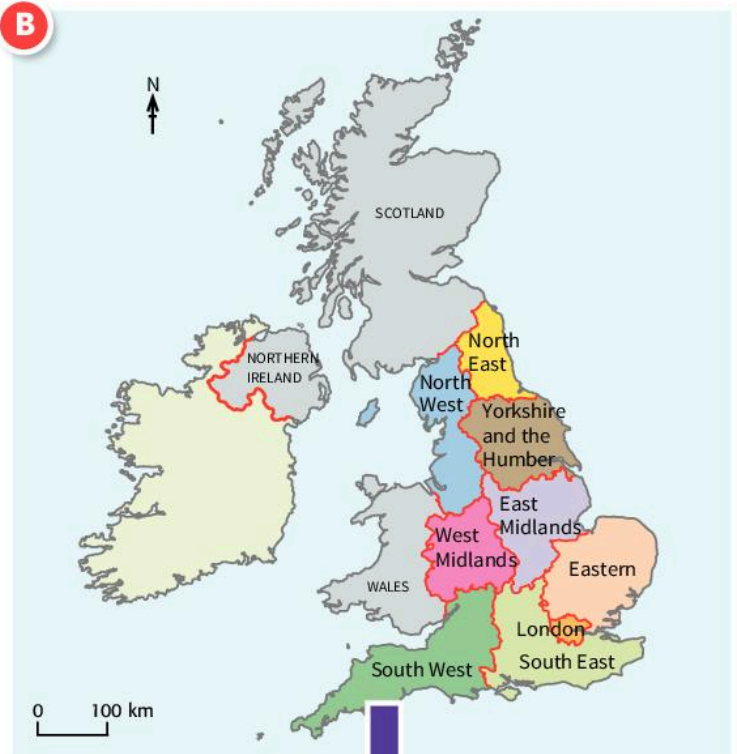 B
N
SCOTLAND
North
East
NORTHERN
IRELAND
North
West
Yorkshire
and the
Humber
East
Midlands
West
Midlands
Eastern
WALES
London
South East
South West
0 100 km